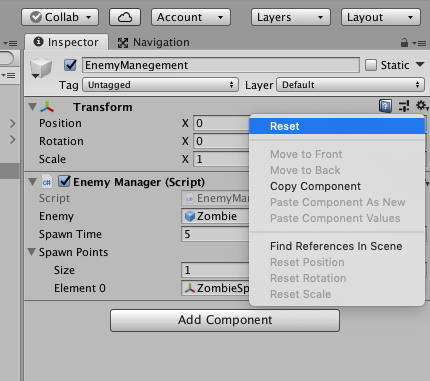 Collab Account Layers Layout
Inspector Navigation
EnemyManegement Static
Tag Untagged Layer Default
Transform
Position X 0
Rotation X 0
Scale X 1
Reset
Move to Front
Move to Back
Copy Component
Paste Component As New
Paste Component Values
Find References In Scene
Reset Position
Reset Rotation
Reset Scale
Enemy Manager (Script)
Script EnemyMan
Enemy Zombie
Spawn Time 5
Spawn Points
Size 1
Element 0 ZombieSp
Add Component